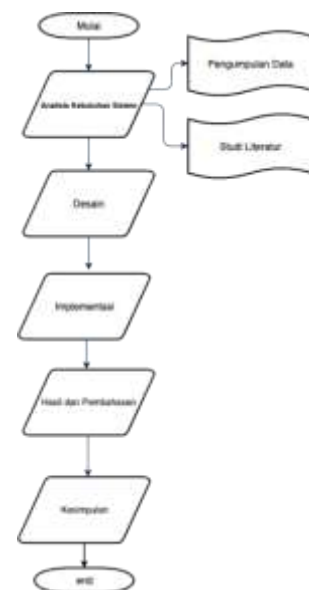 Mulai
Pengumpulan Data
Analisis Kebutuhan Sistem
Studi Literatur
Desain
Implementasi
Hasil dan Pembahasan
Kesimpulan
end